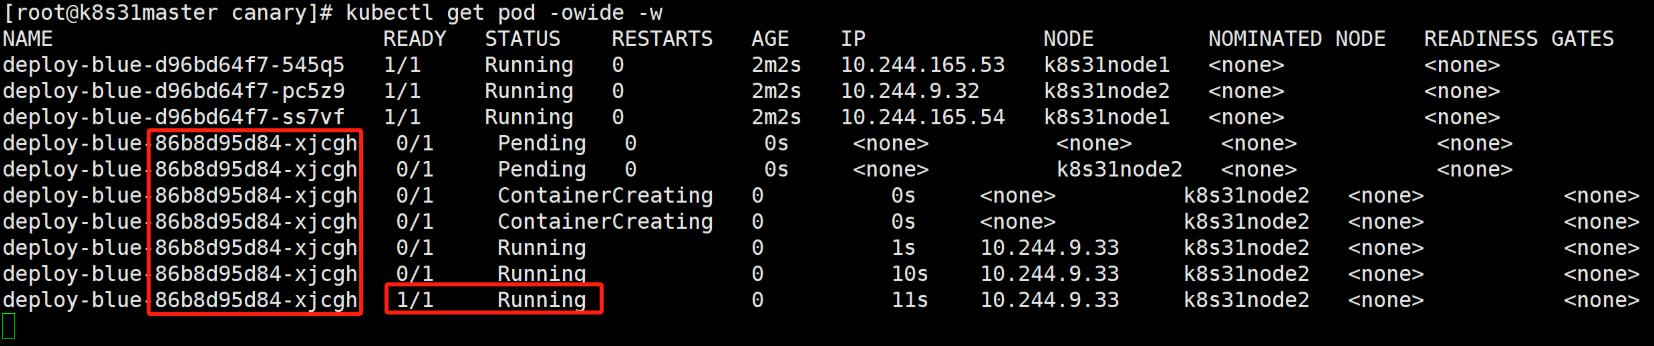 [root@k8s31master canary]# kubectl get pod -owide -w
NAME READY STATUS RESTARTS AGE IP NODE NOMINATED NODE READINESS GATES
deploy-blue-d96bd64f7-545q5 1/1 Running 0 2m2s 10.244.165.53 k8s31node1 <none> <none>
deploy-blue-d96bd64f7-pc5z9 1/1 Running 0 2m2s 10.244.9.32 k8s31node2 <none> <none>
deploy-blue-d96bd64f7-ss7vf 1/1 Running 0 2m2s 10.244.165.54 k8s31node1 <none> <none>
deploy-blue-86b8d95d84-xjcgh 0/1 Pending 0 0s <none> <none> <none> <none>
deploy-blue-86b8d95d84-xjcgh 0/1 Pending 0 0s <none> k8s31node2 <none> <none>
deploy-blue-86b8d95d84-xjcgh 0/1 ContainerCreating 0 0s <none> k8s31node2 <none> <none>
deploy-blue-86b8d95d84-xjcgh 0/1 ContainerCreating 0 0s <none> k8s31node2 <none> <none>
deploy-blue-86b8d95d84-xjcgh 0/1 Running 0 1s 10.244.9.33 k8s31node2 <none> <none>
deploy-blue-86b8d95d84-xjcgh 0/1 Running 0 10s 10.244.9.33 k8s31node2 <none> <none>
deploy-blue-86b8d95d84-xjcgh 1/1 Running 0 11s 10.244.9.33 k8s31node2 <none> <none>